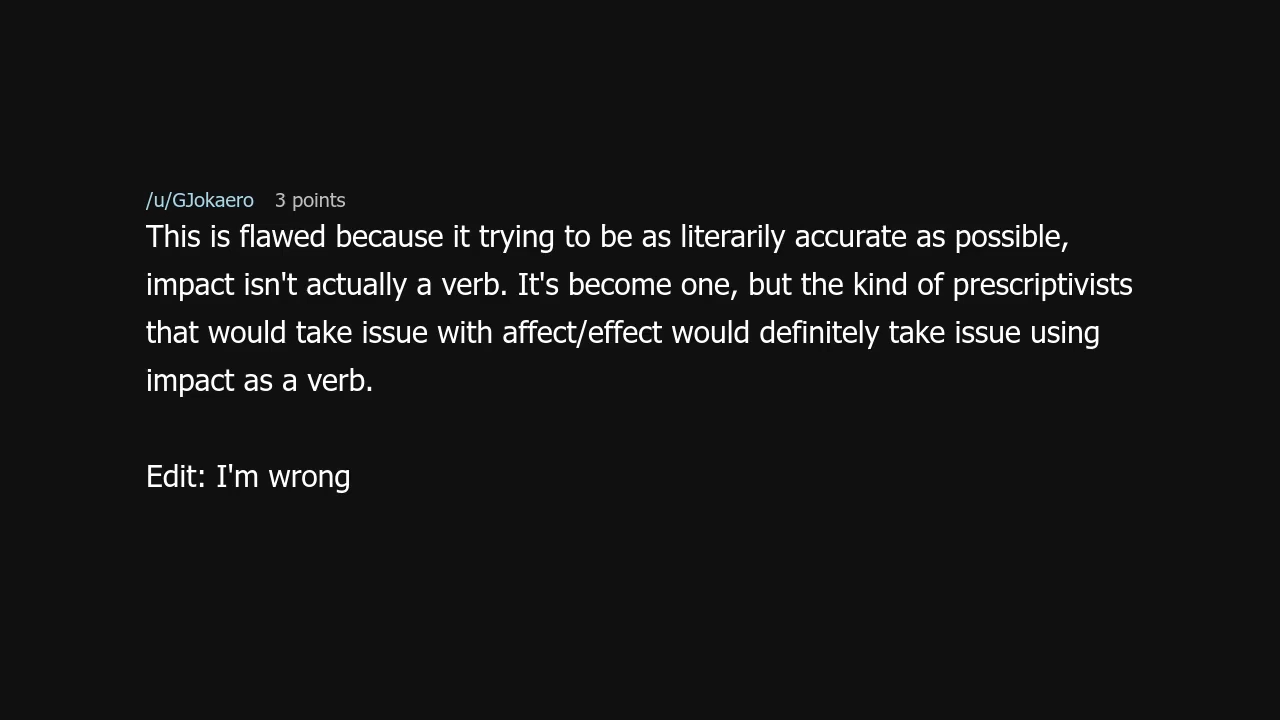 /u/GJokaero 3 points
This is flawed because it trying to be as literarily accurate as possible,
impact isn't actually a verb. It's become one, but the kind of prescriptivists
that would take issue with affect/effect would definitely take issue using
impact as a verb.
Edit: I'm wrong